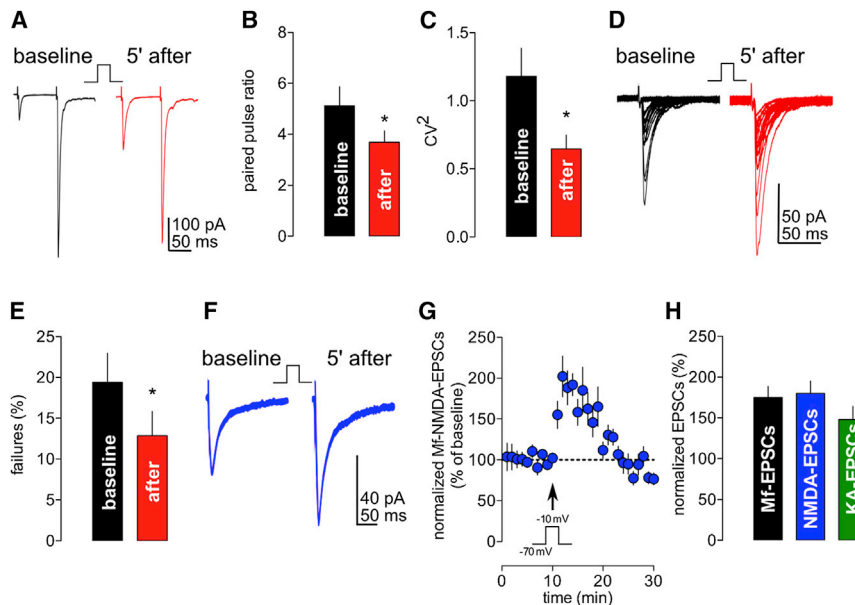 A
baseline
5' after
100 pA
50 ms
B
paired pulse ratio
8
6
4
2
0
baseline
*
after
C
CV2
1.5
1.0
0.5
0.0
baseline
*
after
D
baseline
5' after
50 pA
50 ms
E
failures (%)
25
20
15
10
5
0
baseline
*
after
F
baseline
5' after
40 pA
50 ms
G
normalized Mf-NMDA-EPSCs
(% of baseline)
250
200
150
100
50
0
-10 mV
-70 mV
0 10 20 30
time (min)
H
normalized EPSCs (%)
250
200
150
100
50
0
Mf-EPSCs
NMDA-EPSCs
KA-EPSCs